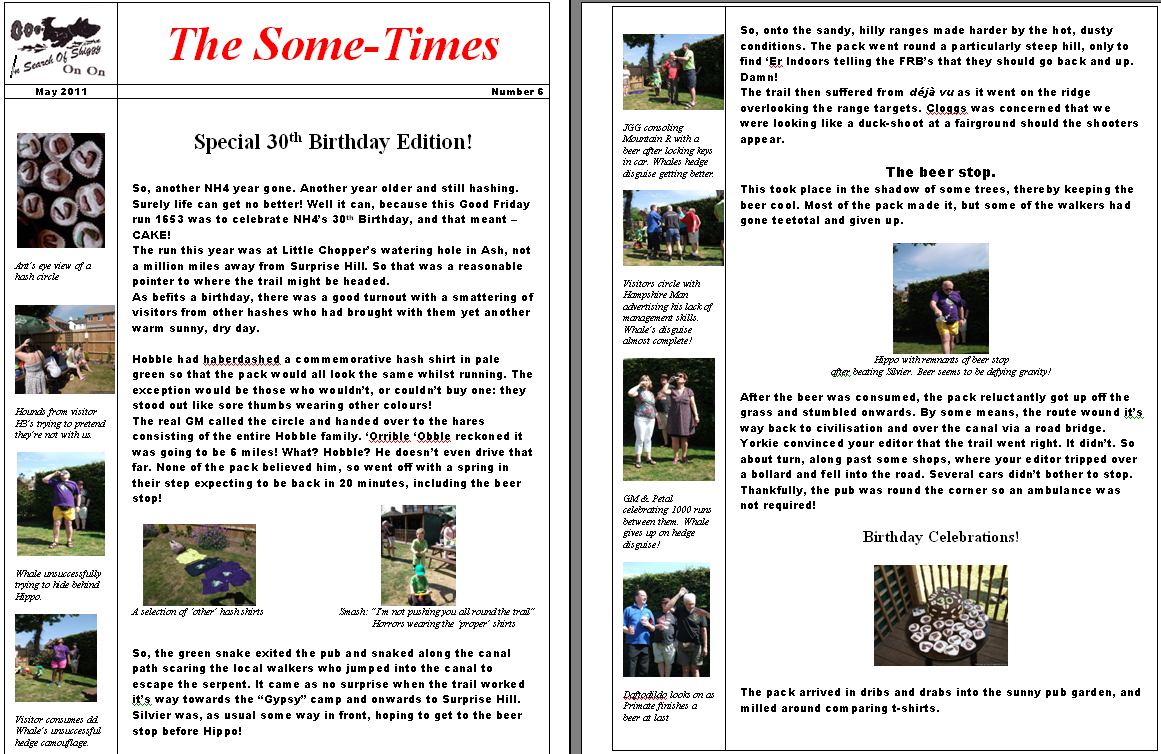 In Search Of Shiggy
On On
The Some-Times
May 2011
Number 6
Ant's eye view of a
hash circle
Hounds from visitor
HB's trying to pretend
they're not with us.
Whale unsuccessfully
trying to hide behind
Hippo.
Visitor consumes dd.
Whale's unsuccessful
hedge camouflage.
Special 30th Birthday Edition!
So, another NH4 year gone. Another year older and still hashing.
Surely life can get no better! Well it can, because this Good Friday
run 1653 was to celebrate NH4's 30th Birthday, and that meant –
CAKE!
The run this year was at Little Chopper's watering hole in Ash, not
a million miles away from Surprise Hill. So that was a reasonable
pointer to where the trail might be headed.
As befits a birthday, there was a good turnout with a smattering of
visitors from other hashes who had brought with them yet another
warm sunny, dry day.
Hobble had haberdashed a commemorative hash shirt in pale
green so that the pack would all look the same whilst running. The
exception would be those who wouldn't, or couldn't buy one: they
stood out like sore thumbs wearing other colours!
The real GM called the circle and handed over to the hares
consisting of the entire Hobble family. 'Orrible 'Obble reckoned it
was going to be 6 miles! What? Hobble? He doesn't even drive that
far. None of the pack believed him, so went off with a spring in
their step expecting to be back in 20 minutes, including the beer
stop!
A selection of 'other' hash shirts
Smash: "I'm not pushing you all round the trail"
Horrors wearing the 'proper' shirts
So, the green snake exited the pub and snaked along the canal
path scaring the local walkers who jumped into the canal to
escape the serpent. It came as no surprise when the trail worked
it's way towards the "Gypsy" camp and onwards to Surprise Hill.
Silvier was, as usual some way in front, hoping to get to the beer
stop before Hippo!
JGG consoling
Mountain R with a
beer after locking keys
in car. Whales hedge
disguise getting better.
Visitors circle with
Hampshire Man
advertising his lack of
management skills.
Whale's disguise
almost complete!
GM & Petal
celebrating 1000 runs
between them. Whale
gives up on hedge
disguise!
Daftodilda looks on as
Primate finishes a
beer at last
So, onto the sandy, hilly ranges made harder by the hot, dusty
conditions. The pack went round a particularly steep hill, only to
find 'Er Indoors telling the FRB's that they should go back and up.
Damn!
The trail then suffered from déjà vu as it went on the ridge
overlooking the range targets. Cloggs was concerned that we
were looking like a duck-shoot at a fairground should the shooters
appear.
The beer stop.
This took place in the shadow of some trees, thereby keeping the
beer cool. Most of the pack made it, but some of the walkers had
gone teetotal and given up.
Hippo with remnants of beer stop
after beating Silvier. Beer seems to be defying gravity!
After the beer was consumed, the pack reluctantly got up off the
grass and stumbled onwards. By some means, the route wound it's
way back to civilisation and over the canal via a road bridge.
Yorkie convinced your editor that the trail went right. It didn't. So
about turn, along past some shops, where your editor tripped over
a bollard and fell into the road. Several cars didn't bother to stop.
Thankfully, the pub was round the corner so an ambulance was
not required!
Birthday Celebrations!
The pack arrived in dribs and drabs into the sunny pub garden, and
milled around comparing t-shirts.